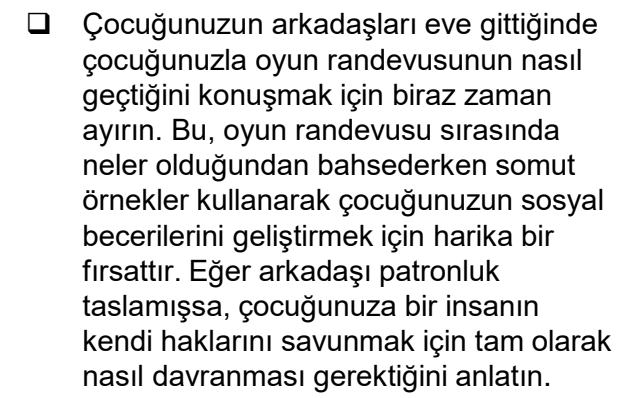 ❑ Çocuğunuzun arkadaşları eve gittiğinde
çocuğunuzla oyun randevusunun nasıl
geçtiğini konuşmak için biraz zaman
ayırın. Bu, oyun randevusu sırasında
neler olduğundan bahsederken somut
örnekler kullanarak çocuğunuzun sosyal
becerilerini geliştirmek için harika bir
fırsattır. Eğer arkadaşı patronluk
taslamışsa, çocuğunuza bir insanın
kendi haklarını savunmak için tam olarak
nasıl davranması gerektiğini anlatın.